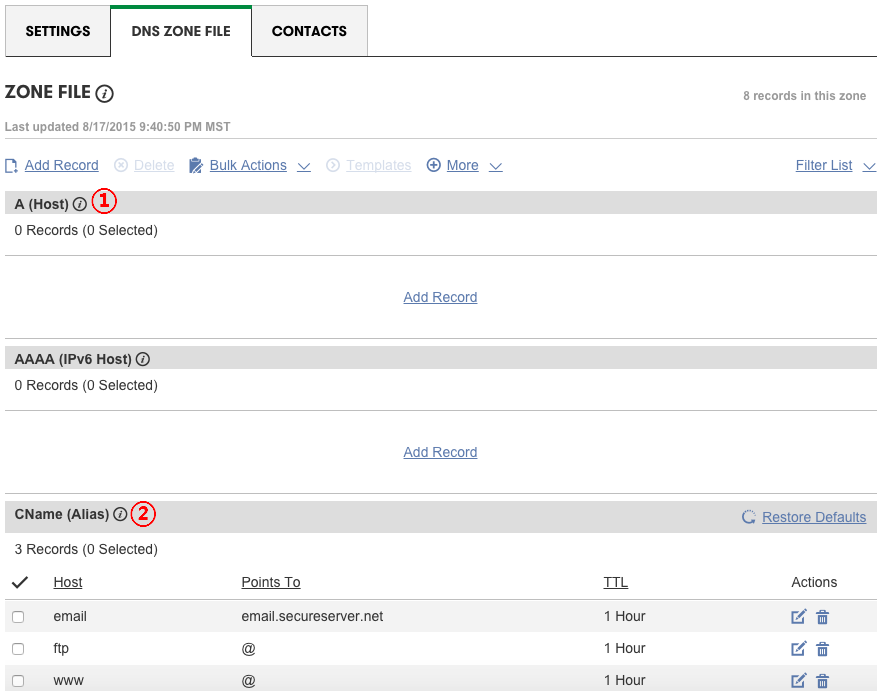 SETTINGS DNS ZONE FILE CONTACTS
ZONE FILE i
8 records in this zone
Last updated 8/17/2015 9:40:50 PM MST
Add Record Delete Bulk Actions Templates More Filter List
A (Host) i 1
0 Records (0 Selected)
Add Record
AAAA (IPv6 Host) i
0 Records (0 Selected)
Add Record
CName (Alias) i 2 Restore Defaults
3 Records (0 Selected)
Host Points To TTL Actions
email email.secureserver.net 1 Hour
ftp @ 1 Hour
www @ 1 Hour